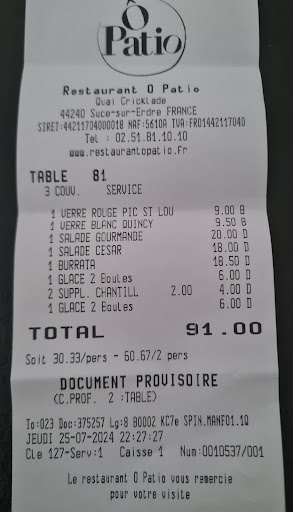 Ô
Patio
Restaurant O Patio
Quai Cricklade
44240 Suce-sur-Erdre FRANCE
SIRET:44211704000018 NAF:5610A TVA:FR01442117040
Tel : 02.51.81.10.10
www.restaurantopatio.fr
TABLE 81
3 COUV. SERVICE
1 VERRE ROUGE PIC ST LOU 9.00 B
1 VERRE BLANC QUINCY 9.50 B
1 SALADE GOURMANDE 20.00 D
1 SALADE CESAR 18.00 D
1 BURRATA 18.50 D
1 GLACE 2 Boules 6.00 D
2 SUPPL. CHANTILL 2.00 4.00 D
1 GLACE 2 Boules 6.00 D
TOTAL 91.00
Soit 30.33/pers - 60.67/2 pers
DOCUMENT PROVISOIRE
(C.PROF. 2 :TABLE)
To:023 Doc:375257 Lg:8 B0002 KC7e SPIN.MANF01.1Q
JEUDI 25-07-2024 22:27:27
Cle 127-Serv:1 Caisse 1 Num:0010537/001
Le restaurant O Patio vous remercie
pour votre visite